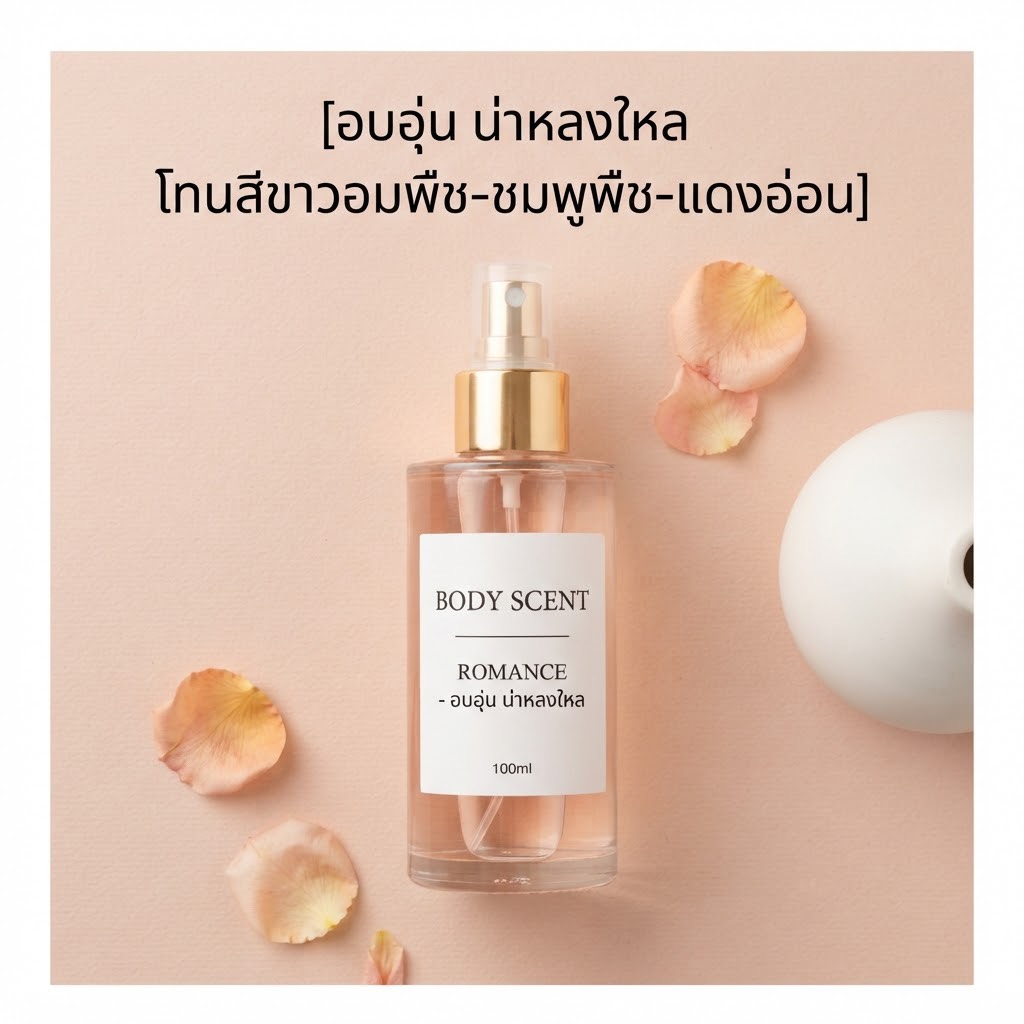 [อบอุ่น น่าหลงใหล
โทนสีขาวอมพืช-ชมพูพืช-แดงอ่อน]
BODY SCENT
ROMANCE
- อบอุ่น น่าหลงใหล
100ml